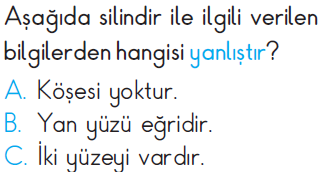 Aşağıda silindir ile ilgili verilen
bilgilerden hangisi yanlıştır?
A. Köşesi yoktur.
B. Yan yüzü eğridir.
C. İki yüzeyi vardır.